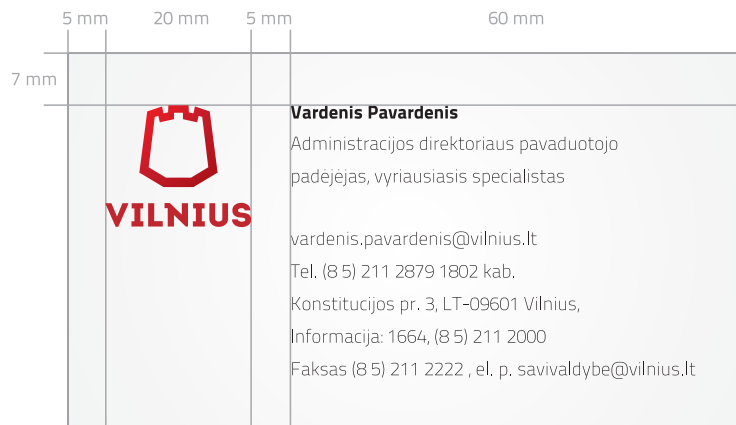 5 mm 20 mm 5 mm 60 mm
7 mm
VILNIUS
Vardenis Pavardenis
Administracijos direktoriaus pavaduotojo
padėjėjas, vyriausiasis specialistas
vardenis.pavardenis@vilnius.lt
Tel. (8 5) 211 2879 1802 kab.
Konstitucijos pr. 3, LT-09601 Vilnius,
Informacija: 1664, (8 5) 211 2000
Faksas (8 5) 211 2222 , el. p. savivaldybe@vilnius.lt